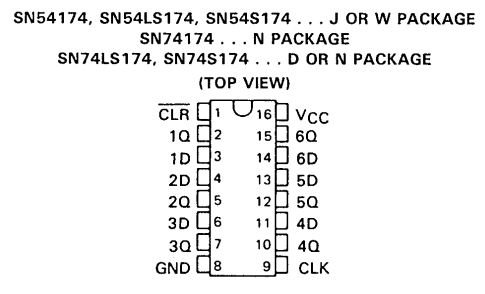 SN54174, SN54LS174, SN54S174 . . . J OR W PACKAGE
SN74174 . . . N PACKAGE
SN74LS174, SN74S174 . . . D OR N PACKAGE
(TOP VIEW)
CLR 1 16 VCC
1Q 2 15 6Q
1D 3 14 6D
2D 4 13 5D
2Q 5 12 5Q
3D 6 11 4D
3Q 7 10 4Q
GND 8 9 CLK